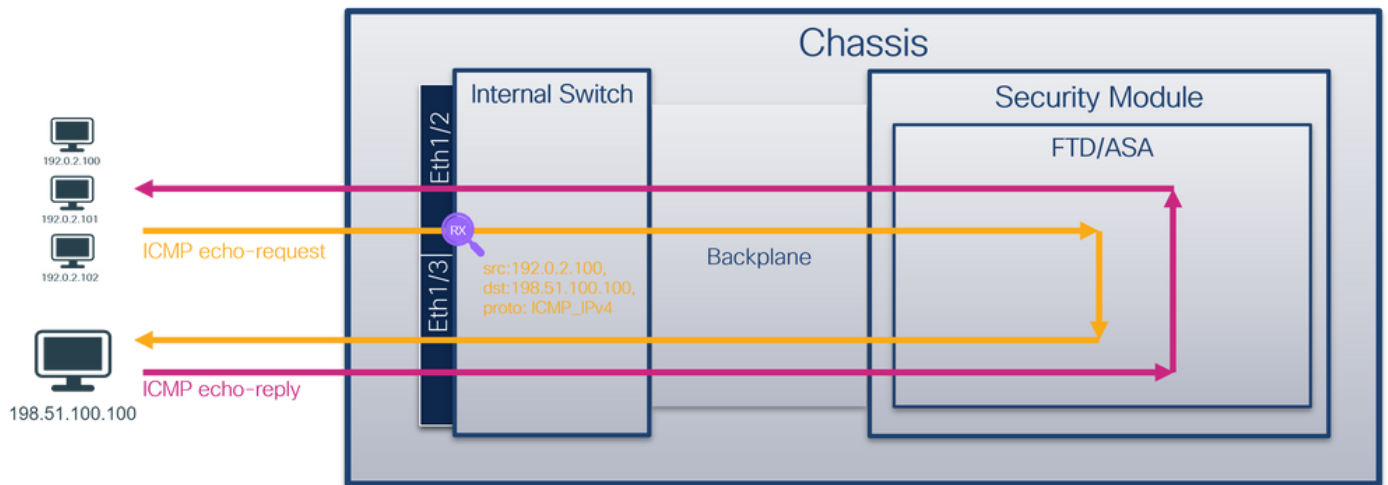 Chassis
Internal Switch
Security Module
FTD/ASA
Eth1/2
192.0.2.100
192.0.2.101
ICMP echo-request
RX
Backplane
192.0.2.102
Eth1/3
src:192.0.2.100,
dst:198.51.100.100,
proto: ICMP_IPv4
ICMP echo-reply
198.51.100.100